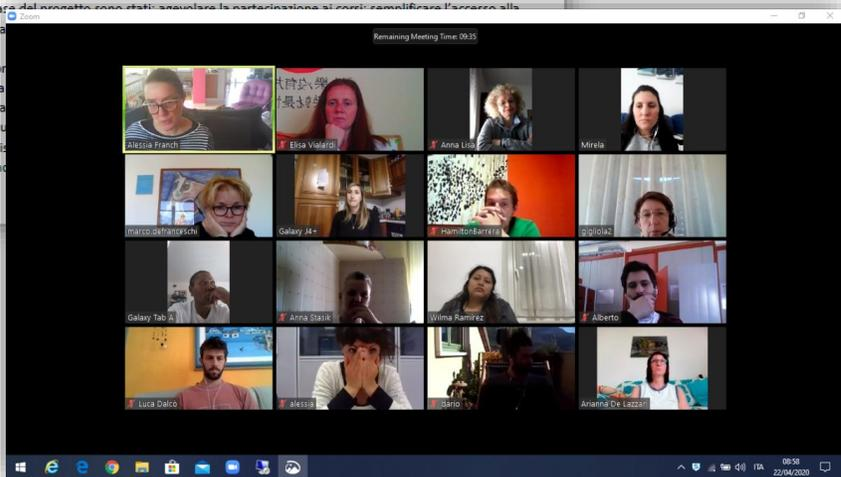 se del progetto sono stati: agevolare la partecipazione ai corsi; semplificare l'accesso alla
Zoom
Remaining Meeting Time: 09:35
Alessia Franch
Elisa Vialardi
Anna Lisa
Mirela
marco.defranceschi
Galaxy J4+
HamiltonBarrera
gigliola2
Galaxy Tab A
Anna Stasik
Wilma Ramirez
Alberto
Luca Dalcò
alessia
dario
Arianna De Lazzari
ITA
08:58
22/04/2020